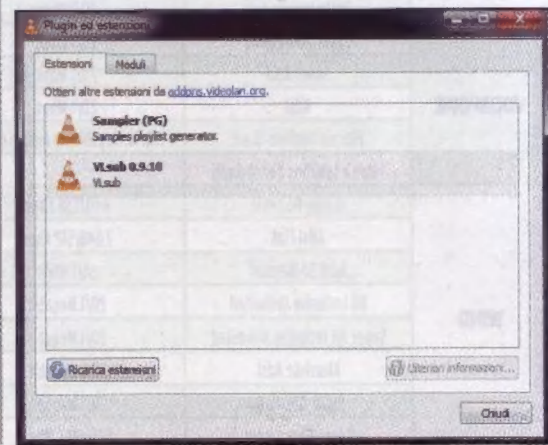 Plugin ed estensioni
Estensioni Moduli
Ottieni altre estensioni da addons.videolan.org.
Sampler (PG)
Samples playlist generator.
VLsub 0.9.10
VLsub
Ricarica estensioni
Ulteriori informazioni...
Chiudi